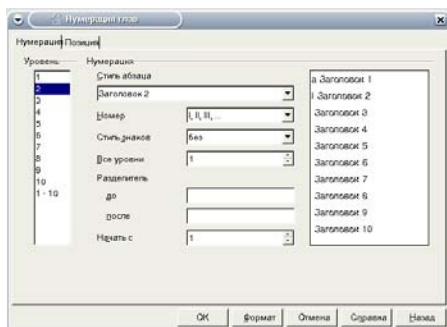 Нумерация глав
Нумерация Позиция
Уровень
1
2
3
4
5
6
7
8
9
10
1 - 10
Нумерация
Стиль абзаца
Заголовок 2
Номер
I, II, III, ...
Стиль знаков
без
Все уровни
1
Разделитель
до
после
Начать с
1
a Заголовок 1
I Заголовок 2
Заголовок 3
Заголовок 4
Заголовок 5
Заголовок 6
Заголовок 7
Заголовок 8
Заголовок 9
Заголовок 10
OK
Формат
Отмена
Справка
Назад